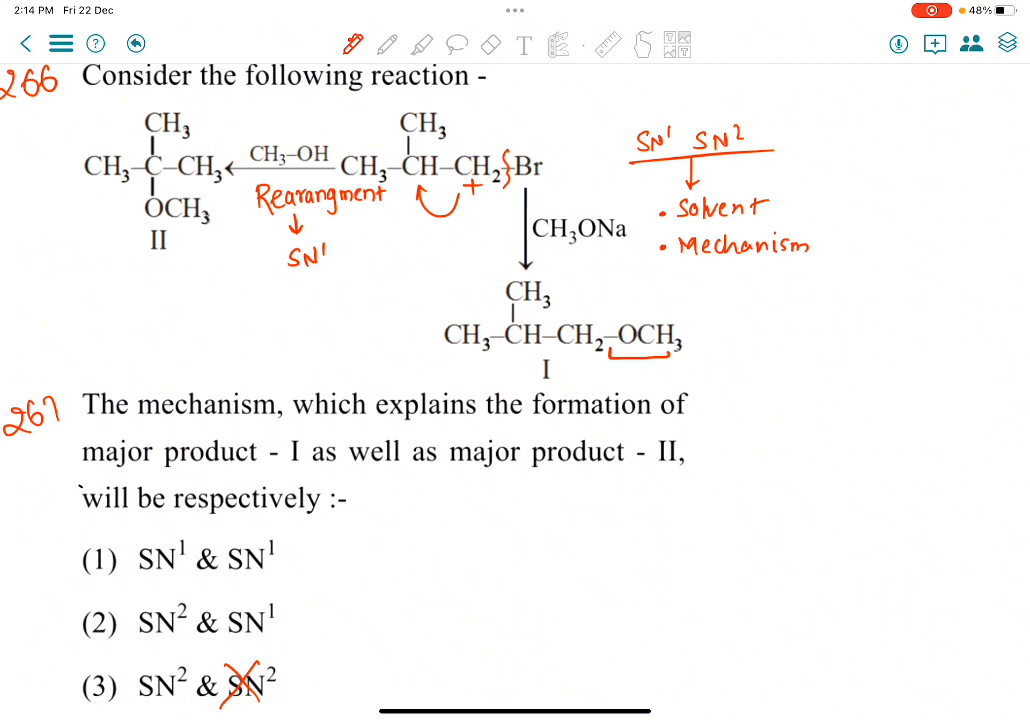 2:14 PM Fri 22 Dec
48%
266 Consider the following reaction -
CH₃ CH₃
CH₃–C–CH₃ ← CH₃–OH CH₃–CH–CH₂–Br
OCH₃
II
Rearangment
↓
SN¹
+
SN¹ SN²
↓
• Solvent
• Mechanism
CH₃ONa
CH₃
CH₃–CH–CH₂–OCH₃
I
267 The mechanism, which explains the formation of
major product - I as well as major product - II,
will be respectively :-
(1) SN¹ & SN¹
(2) SN² & SN¹
(3) SN² & SN²